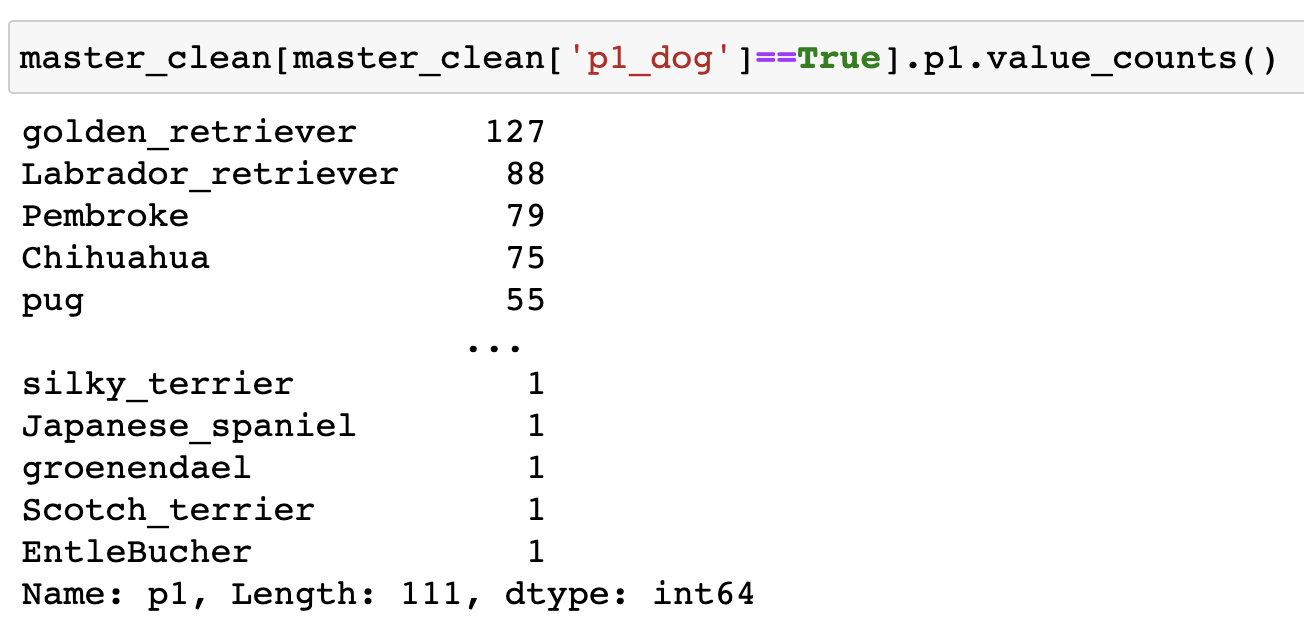 master_clean[master_clean['p1_dog']==True].p1.value_counts()
golden_retriever 127
Labrador_retriever 88
Pembroke 79
Chihuahua 75
pug 55
...
silky_terrier 1
Japanese_spaniel 1
groenendael 1
Scotch_terrier 1
EntleBucher 1
Name: p1, Length: 111, dtype: int64